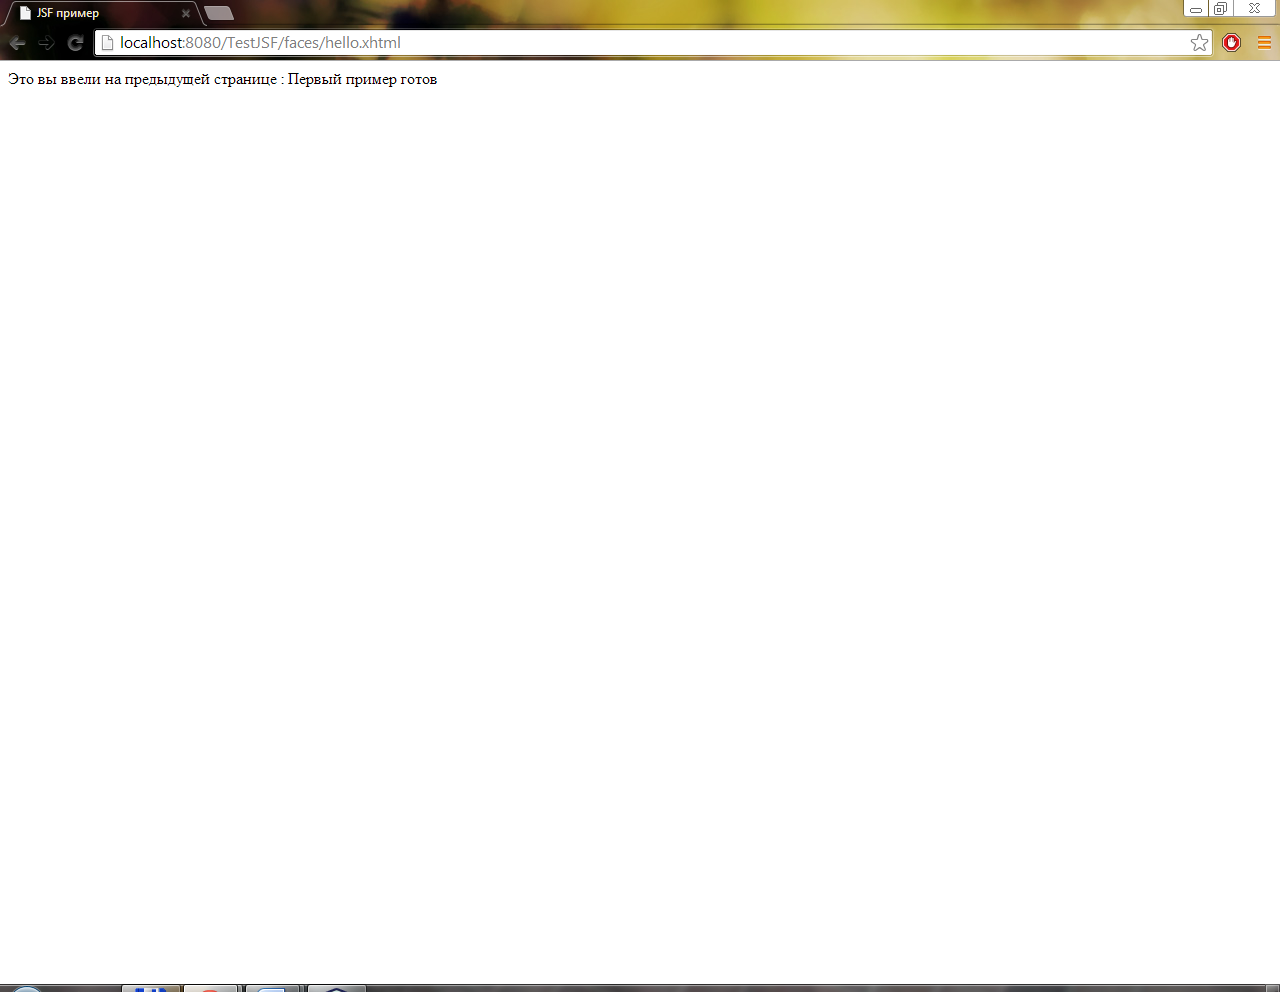 JSF пример
localhost:8080/TestJSF/faces/hello.xhtml
Это вы ввели на предыдущей странице : Первый пример готов